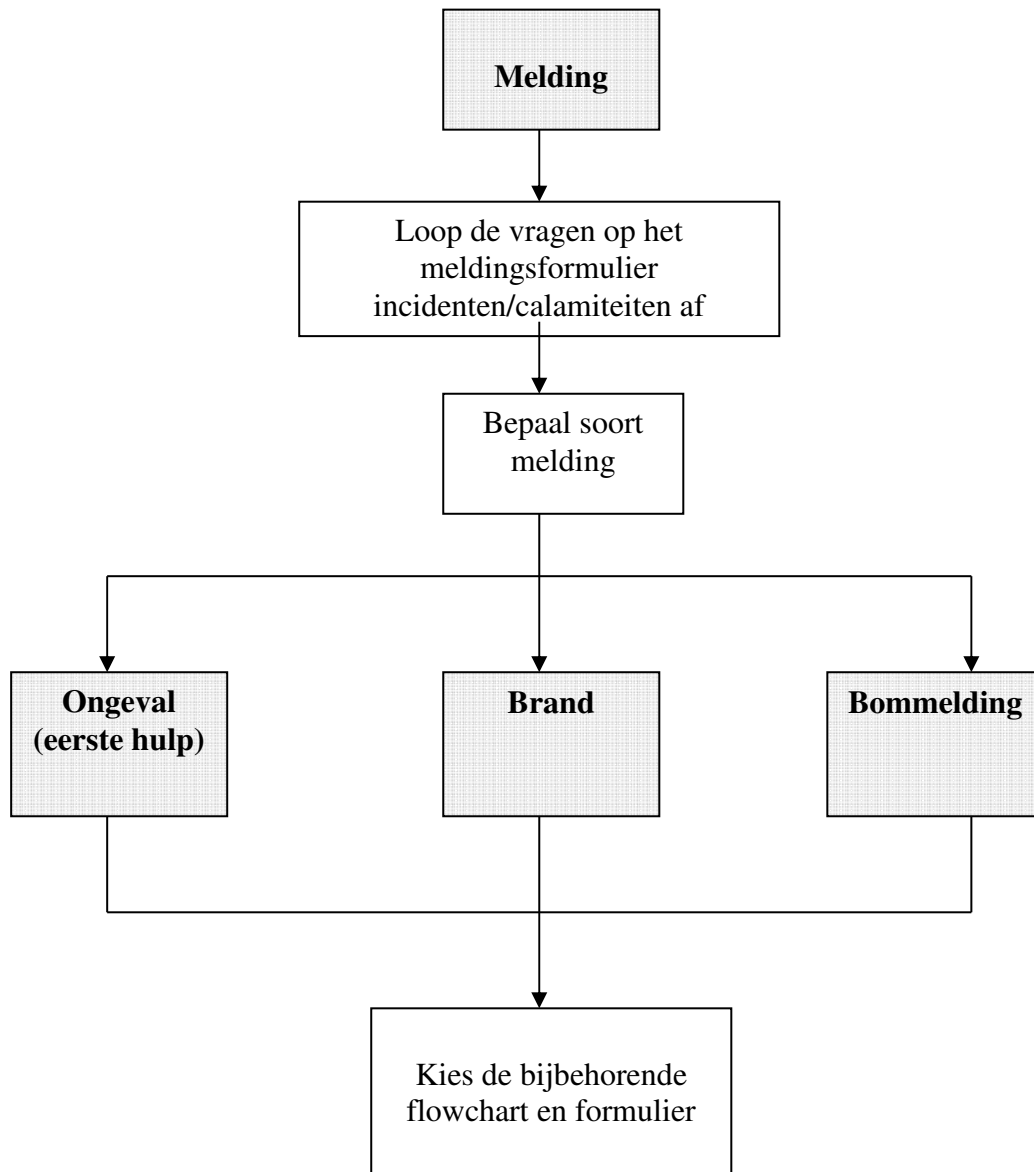 Melding
Loop de vragen op het
meldingsformulier
incidenten/calamiteiten af
Bepaal soort
melding
Ongeval
(eerste hulp)
Brand
Bommelding
Kies de bijbehorende
flowchart en formulier